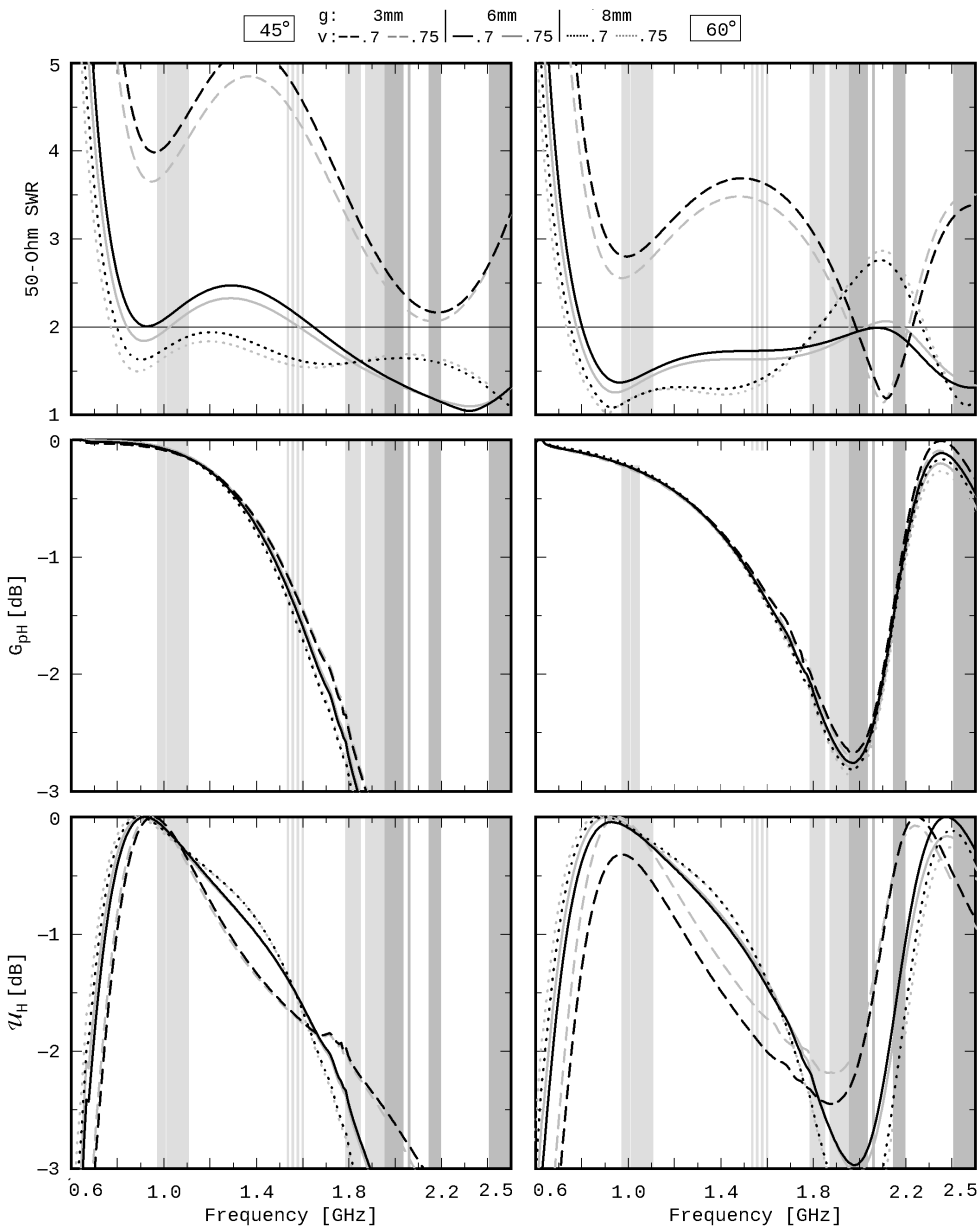 45° g: 3mm 6mm 8mm 60°
v: .7 .75 .7 .75 .7 .75
5
4
3
2
1
50-Ohm SWR
0
−1
−2
−3
GpH [dB]
0
−1
−2
−3
𝒰H [dB]
0.6 1.0 1.4 1.8 2.2 2.5
0.6 1.0 1.4 1.8 2.2 2.5
Frequency [GHz]
Frequency [GHz]